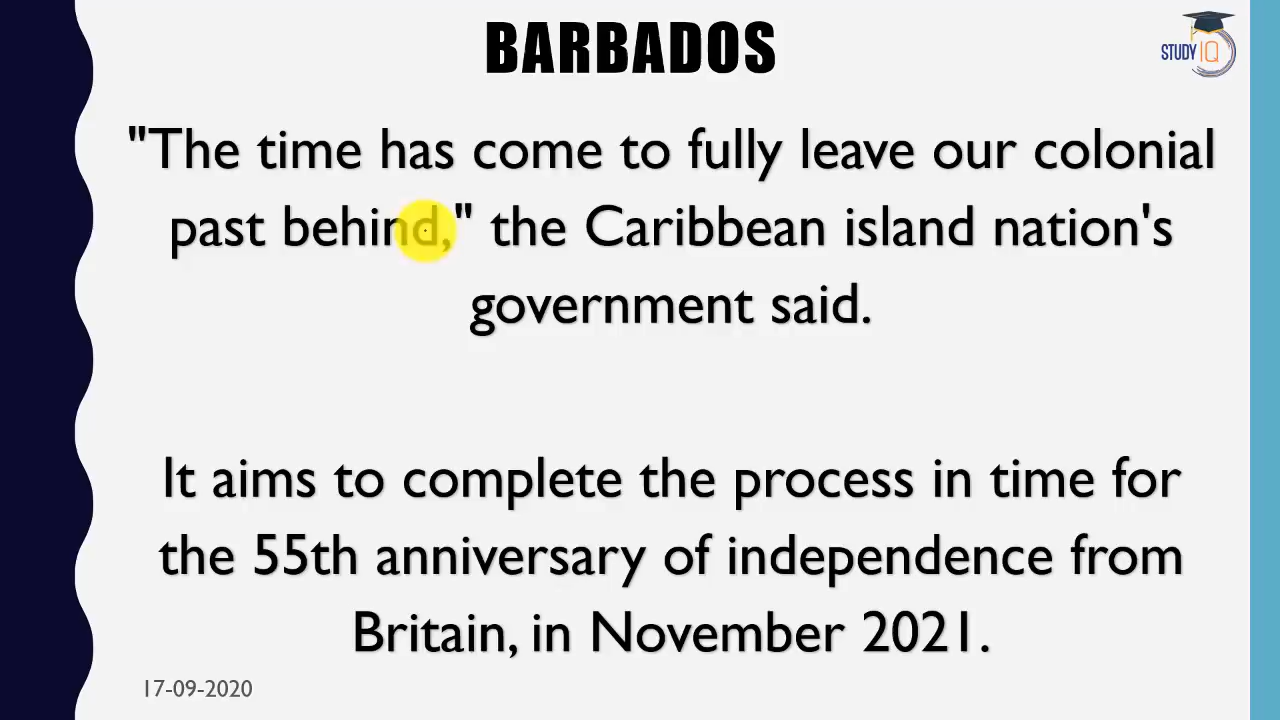 BARBADOS
STUDY IQ
"The time has come to fully leave our colonial
past behind," the Caribbean island nation's
government said.
It aims to complete the process in time for
the 55th anniversary of independence from
Britain, in November 2021.
17-09-2020